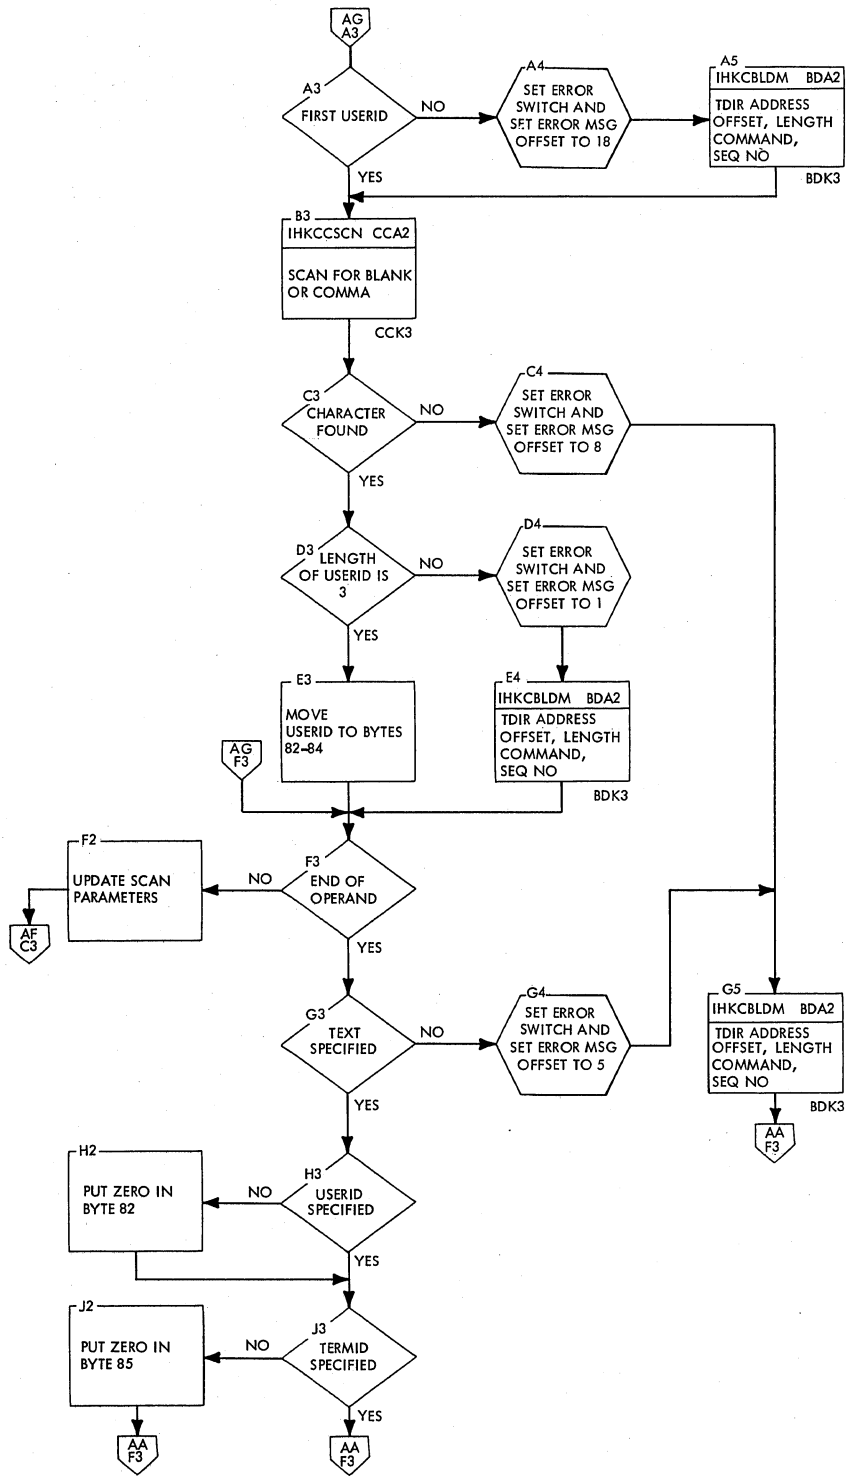 AG
A3
A3
FIRST USERID
NO
YES
A4
SET ERROR
SWITCH AND
SET ERROR MSG
OFFSET TO 18
A5
IHKCBLDM BDA2
TDIR ADDRESS
OFFSET, LENGTH
COMMAND,
SEQ NO
BDK3
B3
IHKCCSCN CCA2
SCAN FOR BLANK
OR COMMA
CCK3
C3
CHARACTER
FOUND
NO
YES
C4
SET ERROR
SWITCH AND
SET ERROR MSG
OFFSET TO 8
D3
LENGTH
OF USERID IS
3
NO
YES
D4
SET ERROR
SWITCH AND
SET ERROR MSG
OFFSET TO 1
E3
MOVE
USERID TO BYTES
82-84
E4
IHKCBLDM BDA2
TDIR ADDRESS
OFFSET, LENGTH
COMMAND,
SEQ NO
BDK3
AG
F3
F2
UPDATE SCAN
PARAMETERS
AF
C3
F3
END OF
OPERAND
NO
YES
G3
TEXT
SPECIFIED
NO
YES
G4
SET ERROR
SWITCH AND
SET ERROR MSG
OFFSET TO 5
G5
IHKCBLDM BDA2
TDIR ADDRESS
OFFSET, LENGTH
COMMAND,
SEQ NO
BDK3
AA
F3
H2
PUT ZERO IN
BYTE 82
H3
USERID
SPECIFIED
NO
YES
J2
PUT ZERO IN
BYTE 85
J3
TERMID
SPECIFIED
NO
YES
AA
F3
AA
F3